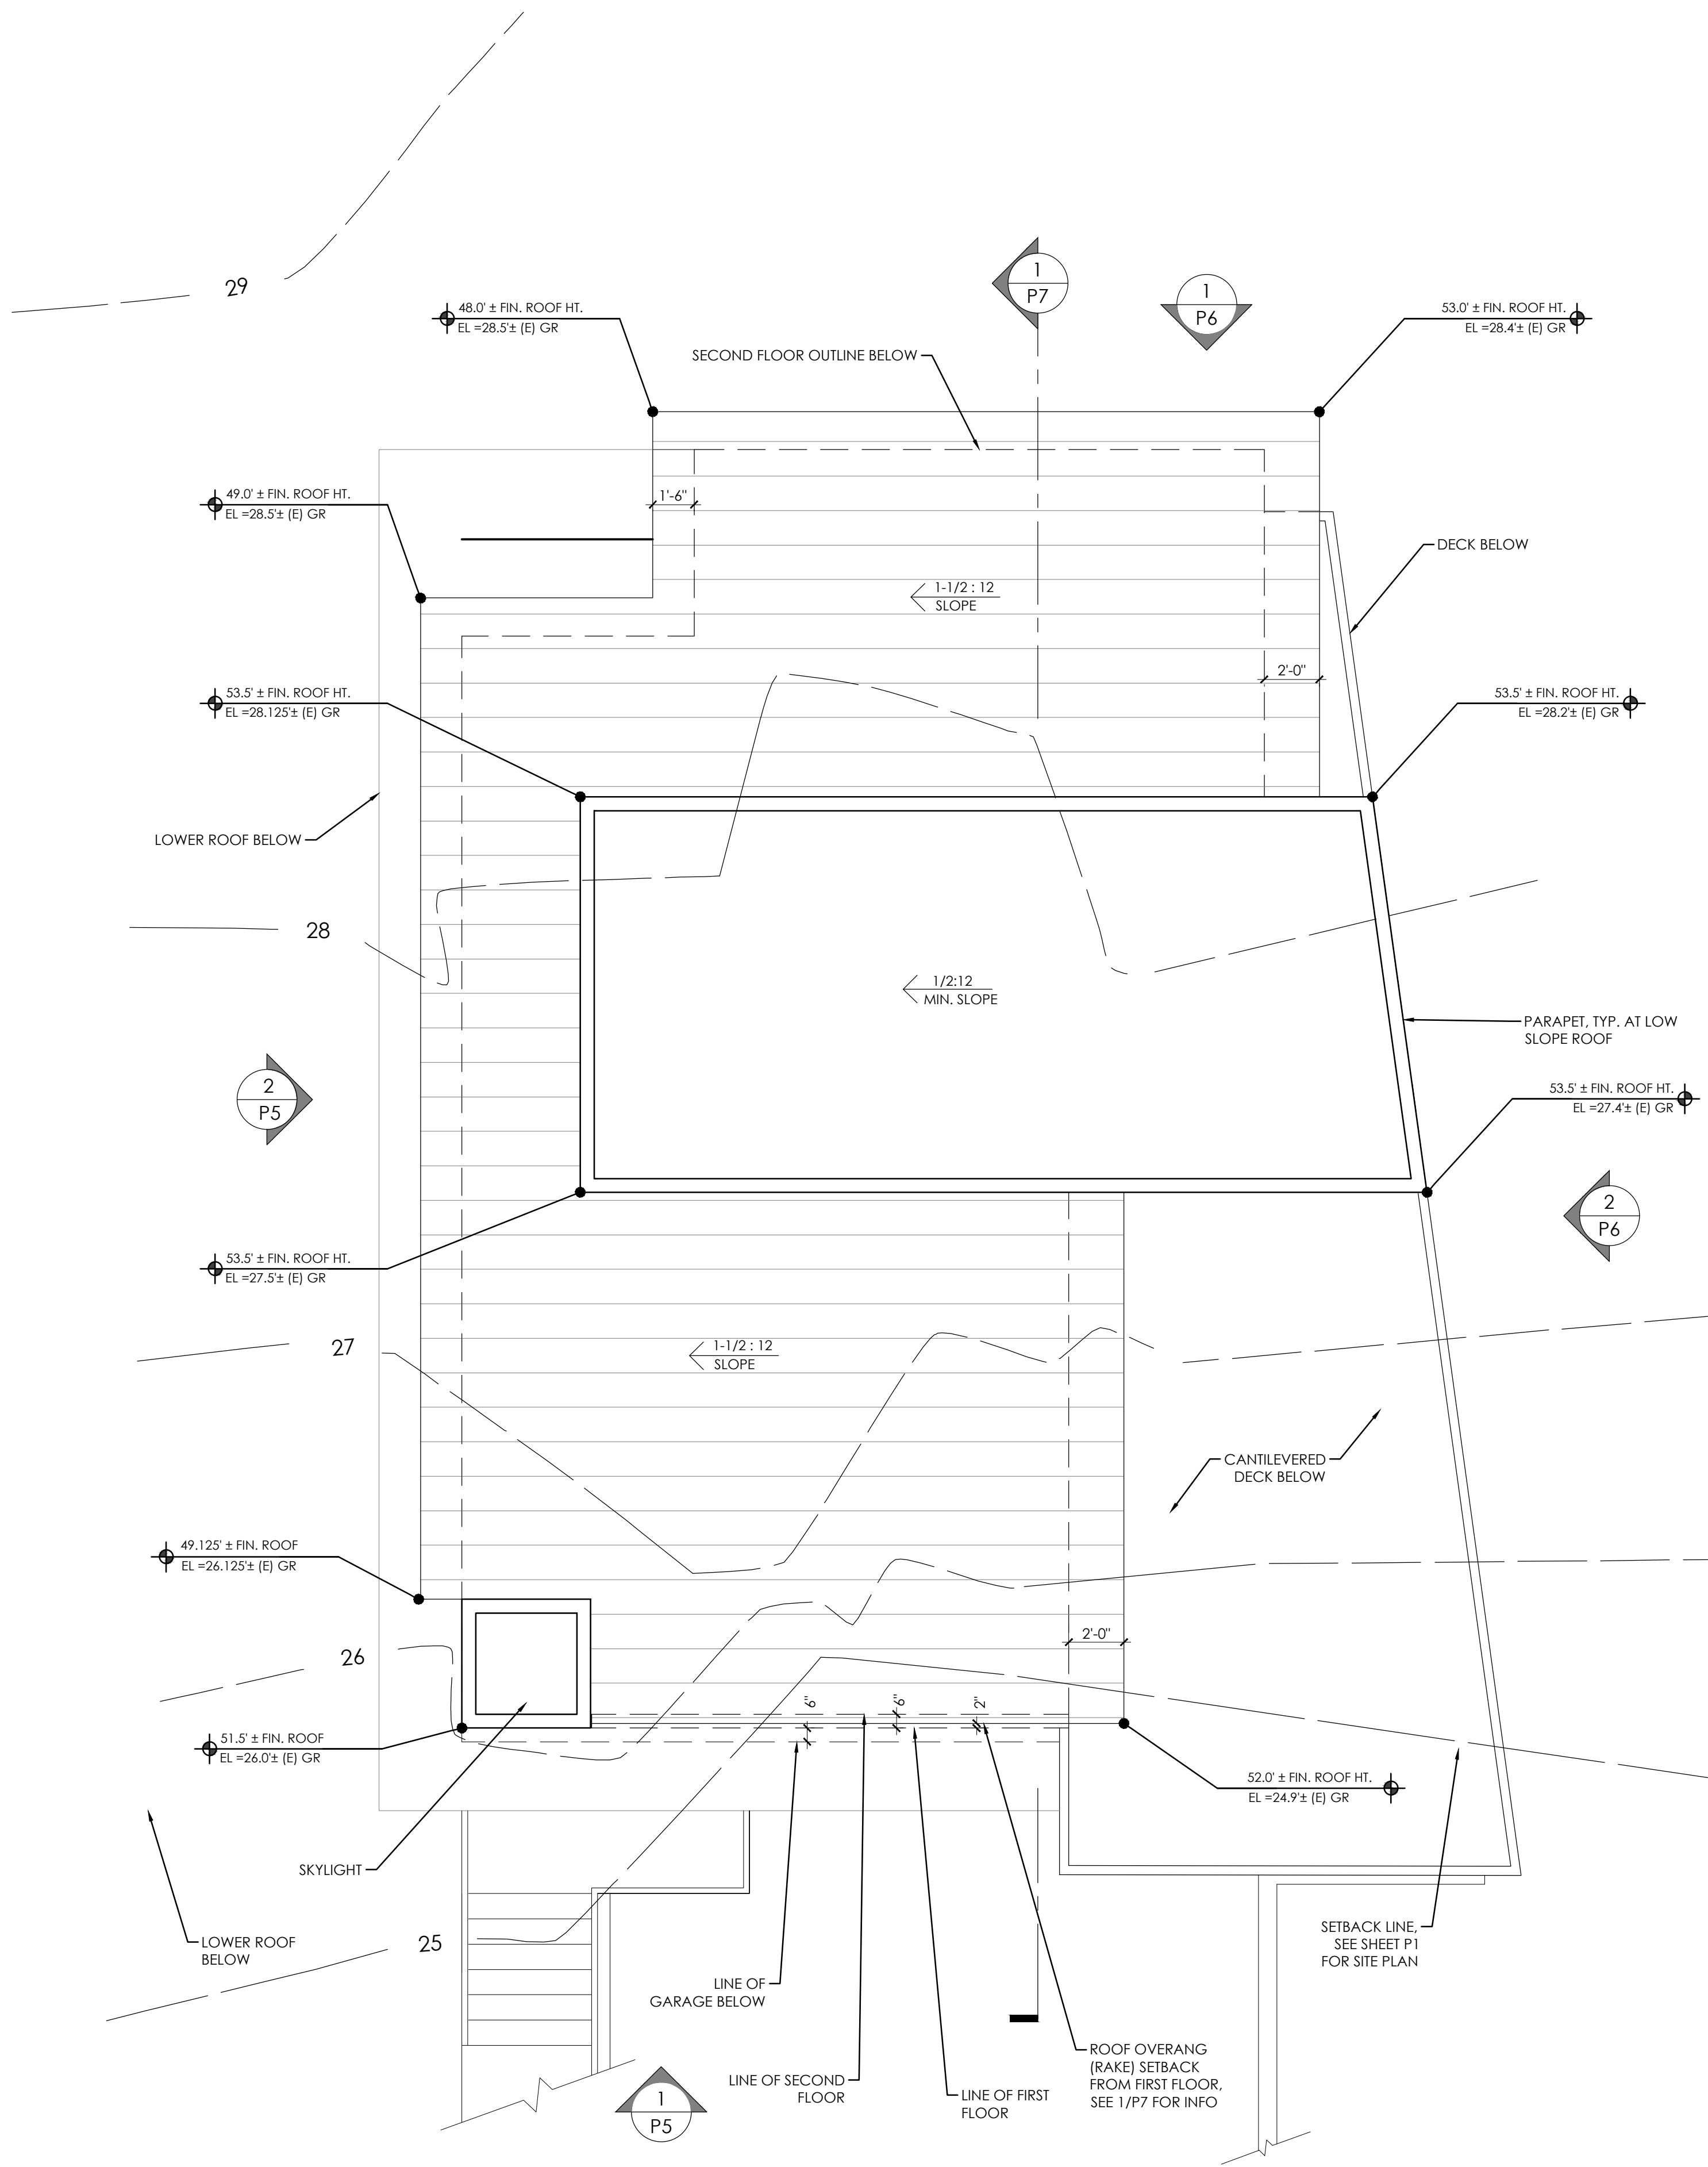 29
1
P7
1
P6
48.0' ± FIN. ROOF HT.
EL =28.5'± (E) GR
53.0' ± FIN. ROOF HT.
EL =28.4'± (E) GR
SECOND FLOOR OUTLINE BELOW
49.0' ± FIN. ROOF HT.
EL =28.5'± (E) GR
1'-6"
DECK BELOW
1-1/2 : 12
SLOPE
2'-0"
53.5' ± FIN. ROOF HT.
EL =28.125'± (E) GR
53.5' ± FIN. ROOF HT.
EL =28.2'± (E) GR
LOWER ROOF BELOW
28
1/2:12
MIN. SLOPE
PARAPET, TYP. AT LOW
SLOPE ROOF
2
P5
53.5' ± FIN. ROOF HT.
EL =27.4'± (E) GR
2
P6
53.5' ± FIN. ROOF HT.
EL =27.5'± (E) GR
27
1-1/2 : 12
SLOPE
CANTILEVERED
DECK BELOW
49.125' ± FIN. ROOF
EL =26.125'± (E) GR
26
2'-0"
6"
6"
2"
51.5' ± FIN. ROOF
EL =26.0'± (E) GR
52.0' ± FIN. ROOF HT.
EL =24.9'± (E) GR
SKYLIGHT
LOWER ROOF
BELOW
25
SETBACK LINE,
SEE SHEET P1
FOR SITE PLAN
LINE OF
GARAGE BELOW
ROOF OVERANG
(RAKE) SETBACK
FROM FIRST FLOOR,
SEE 1/P7 FOR INFO
LINE OF SECOND
FLOOR
LINE OF FIRST
FLOOR
1
P5